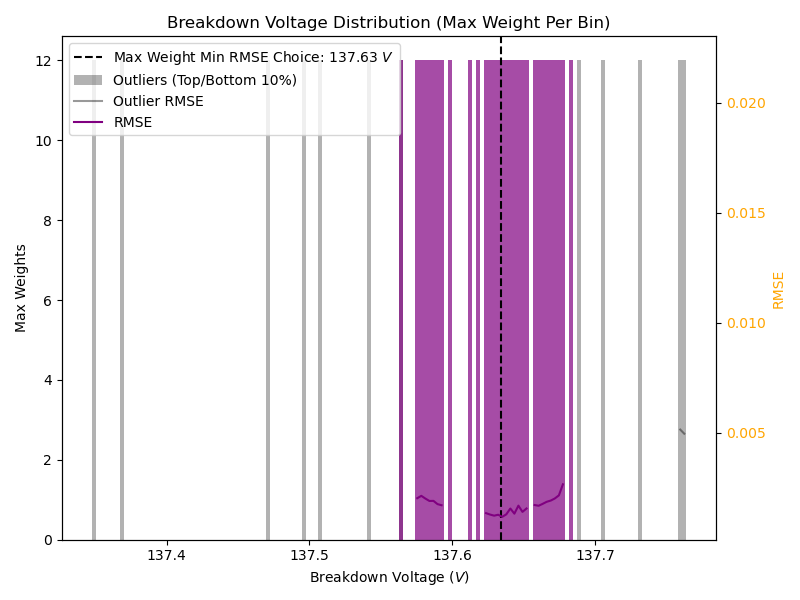 Breakdown Voltage Distribution (Max Weight Per Bin)
Max Weight Min RMSE Choice: 137.63 V
Outliers (Top/Bottom 10%)
Outlier RMSE
RMSE
Max Weights
12
10
8
6
4
2
0
137.4
137.5
137.6
137.7
Breakdown Voltage (V)
0.020
0.015
0.010
0.005
RMSE